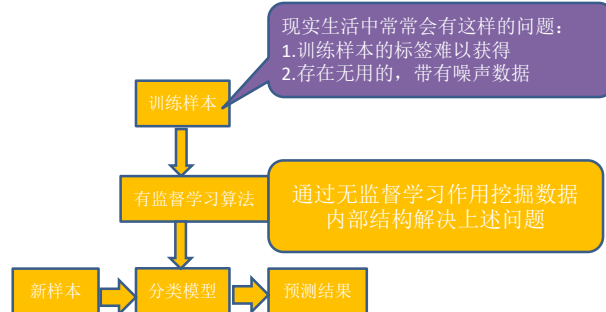 现实生活中常常会有这样的问题：
1.训练样本的标签难以获得
2.存在无用的，带有噪声数据
训练样本
有监督学习算法
通过无监督学习作用挖掘数据
内部结构解决上述问题
新样本
分类模型
预测结果